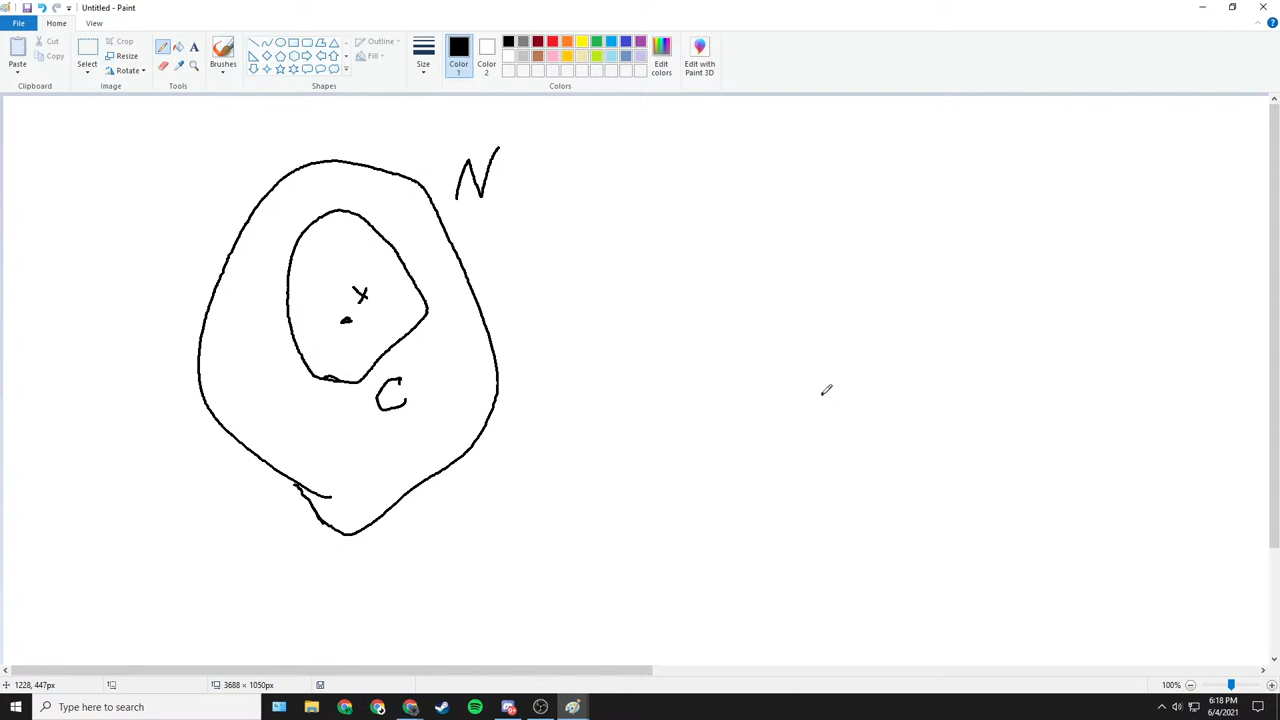 Untitled - Paint
File
Home
View
Paste
Cut
Copy
Clipboard
Select
Crop
Resize
Rotate
Image
Tools
Brushes
Shapes
Outline
Fill
Size
Color 1
Color 2
Colors
Edit colors
Edit with Paint 3D
N
x
C
1228, 447px
3688 × 1050px
100%
Type here to search
6:18 PM
6/4/2021